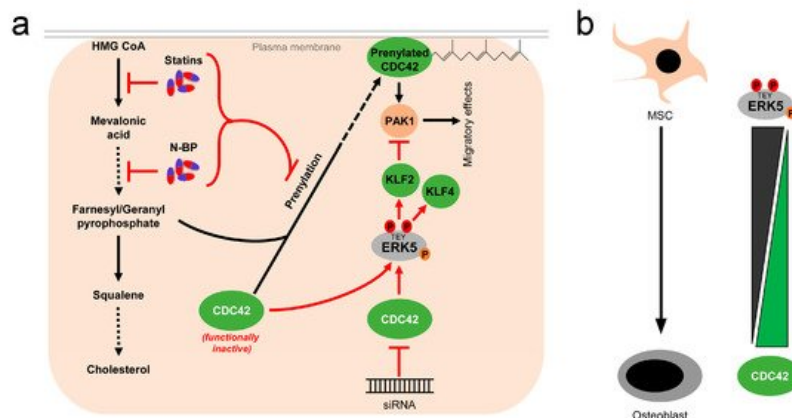 a
Plasma membrane
HMG CoA
Statins
Mevalonic
acid
N-BP
Farnesyl/Geranyl
pyrophosphate
Squalene
Cholesterol
Prenylation
CDC42
(functionally
inactive)
Prenylated
CDC42
PAK1
Migratory effects
KLF2
KLF4
P P
TEY
ERK5
P
CDC42
siRNA
b
MSC
Osteoblast
P P
TEY
ERK5
P
CDC42